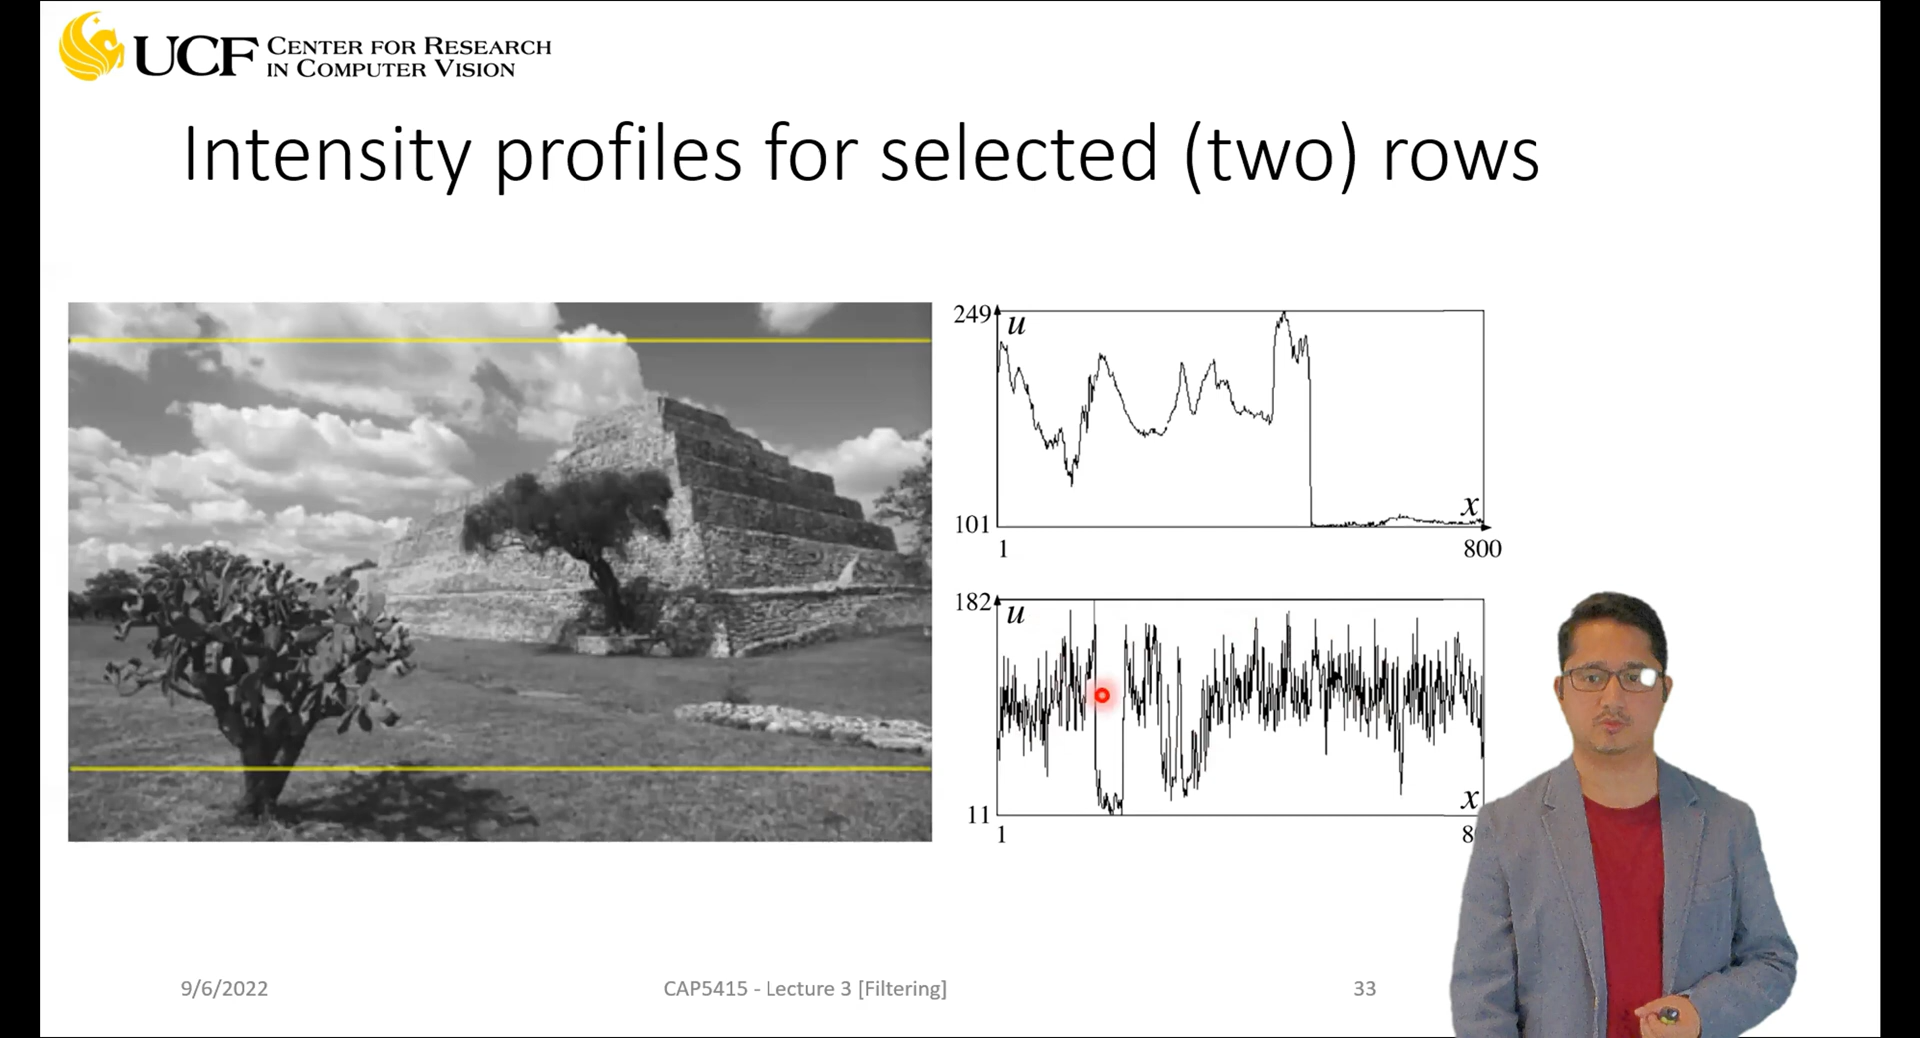 UCF CENTER FOR RESEARCH
IN COMPUTER VISION
Intensity profiles for selected (two) rows
249
u
x
101
1
800
182
u
x
11
1
8
9/6/2022
CAP5415 - Lecture 3 [Filtering]
33